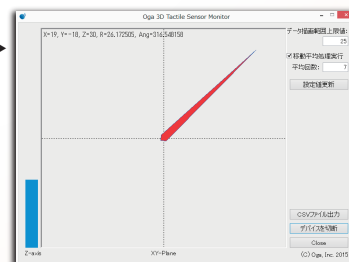 Oga 3D Tactile Sensor Monitor
X=19, Y=-18, Z=30, R=26.172505, Ang=316.548158
データ描画範囲上限値:
25
移動平均処理実行
平均回数:
7
設定値更新
CSVファイル出力
デバイスを切断
Close
Z-axis
XY-Plane
(C) Oga, Inc. 2015